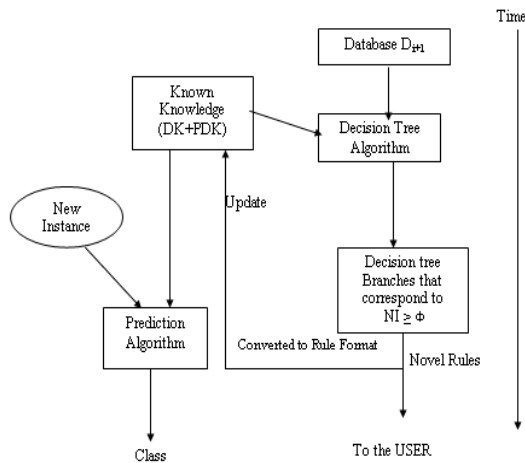 Time
Database D_{i+1}
Known
Knowledge
(DK+PDK)
Decision Tree
Algorithm
New
Instance
Update
Decision tree
Branches that
correspond to
NI ≥ Φ
Prediction
Algorithm
Converted to Rule Format
Novel Rules
Class
To the USER